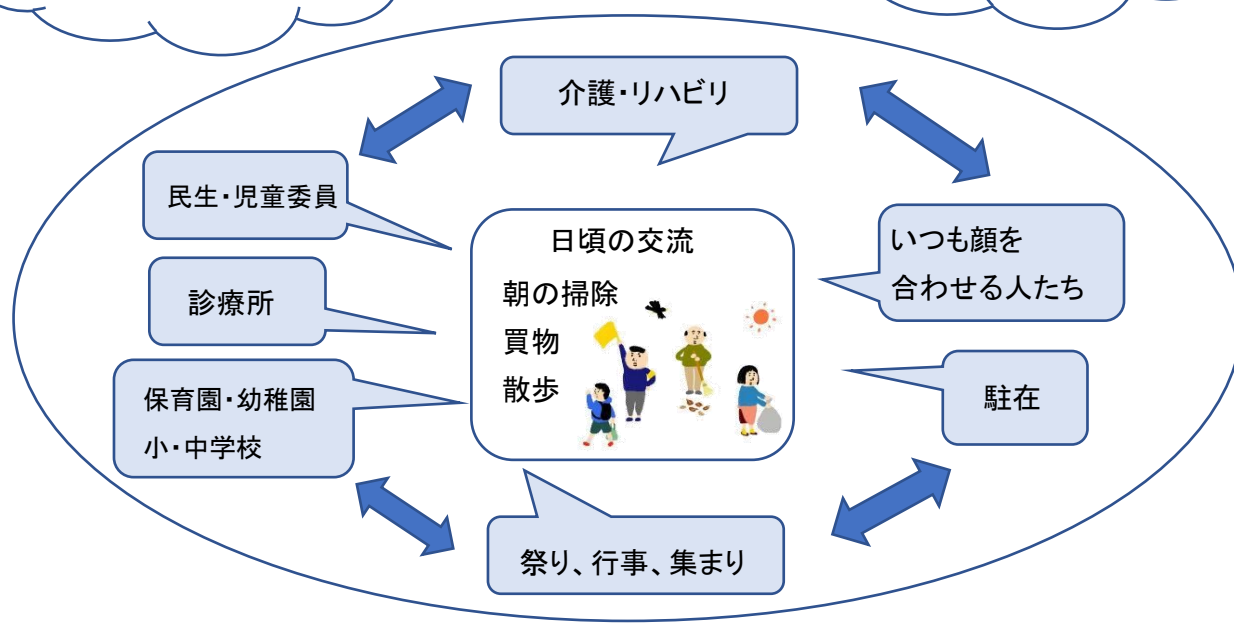 介護・リハビリ
民生・児童委員
診療所
保育園・幼稚園
小・中学校
日頃の交流
朝の掃除
買物
散歩
いつも顔を
合わせる人たち
駐在
祭り、行事、集まり